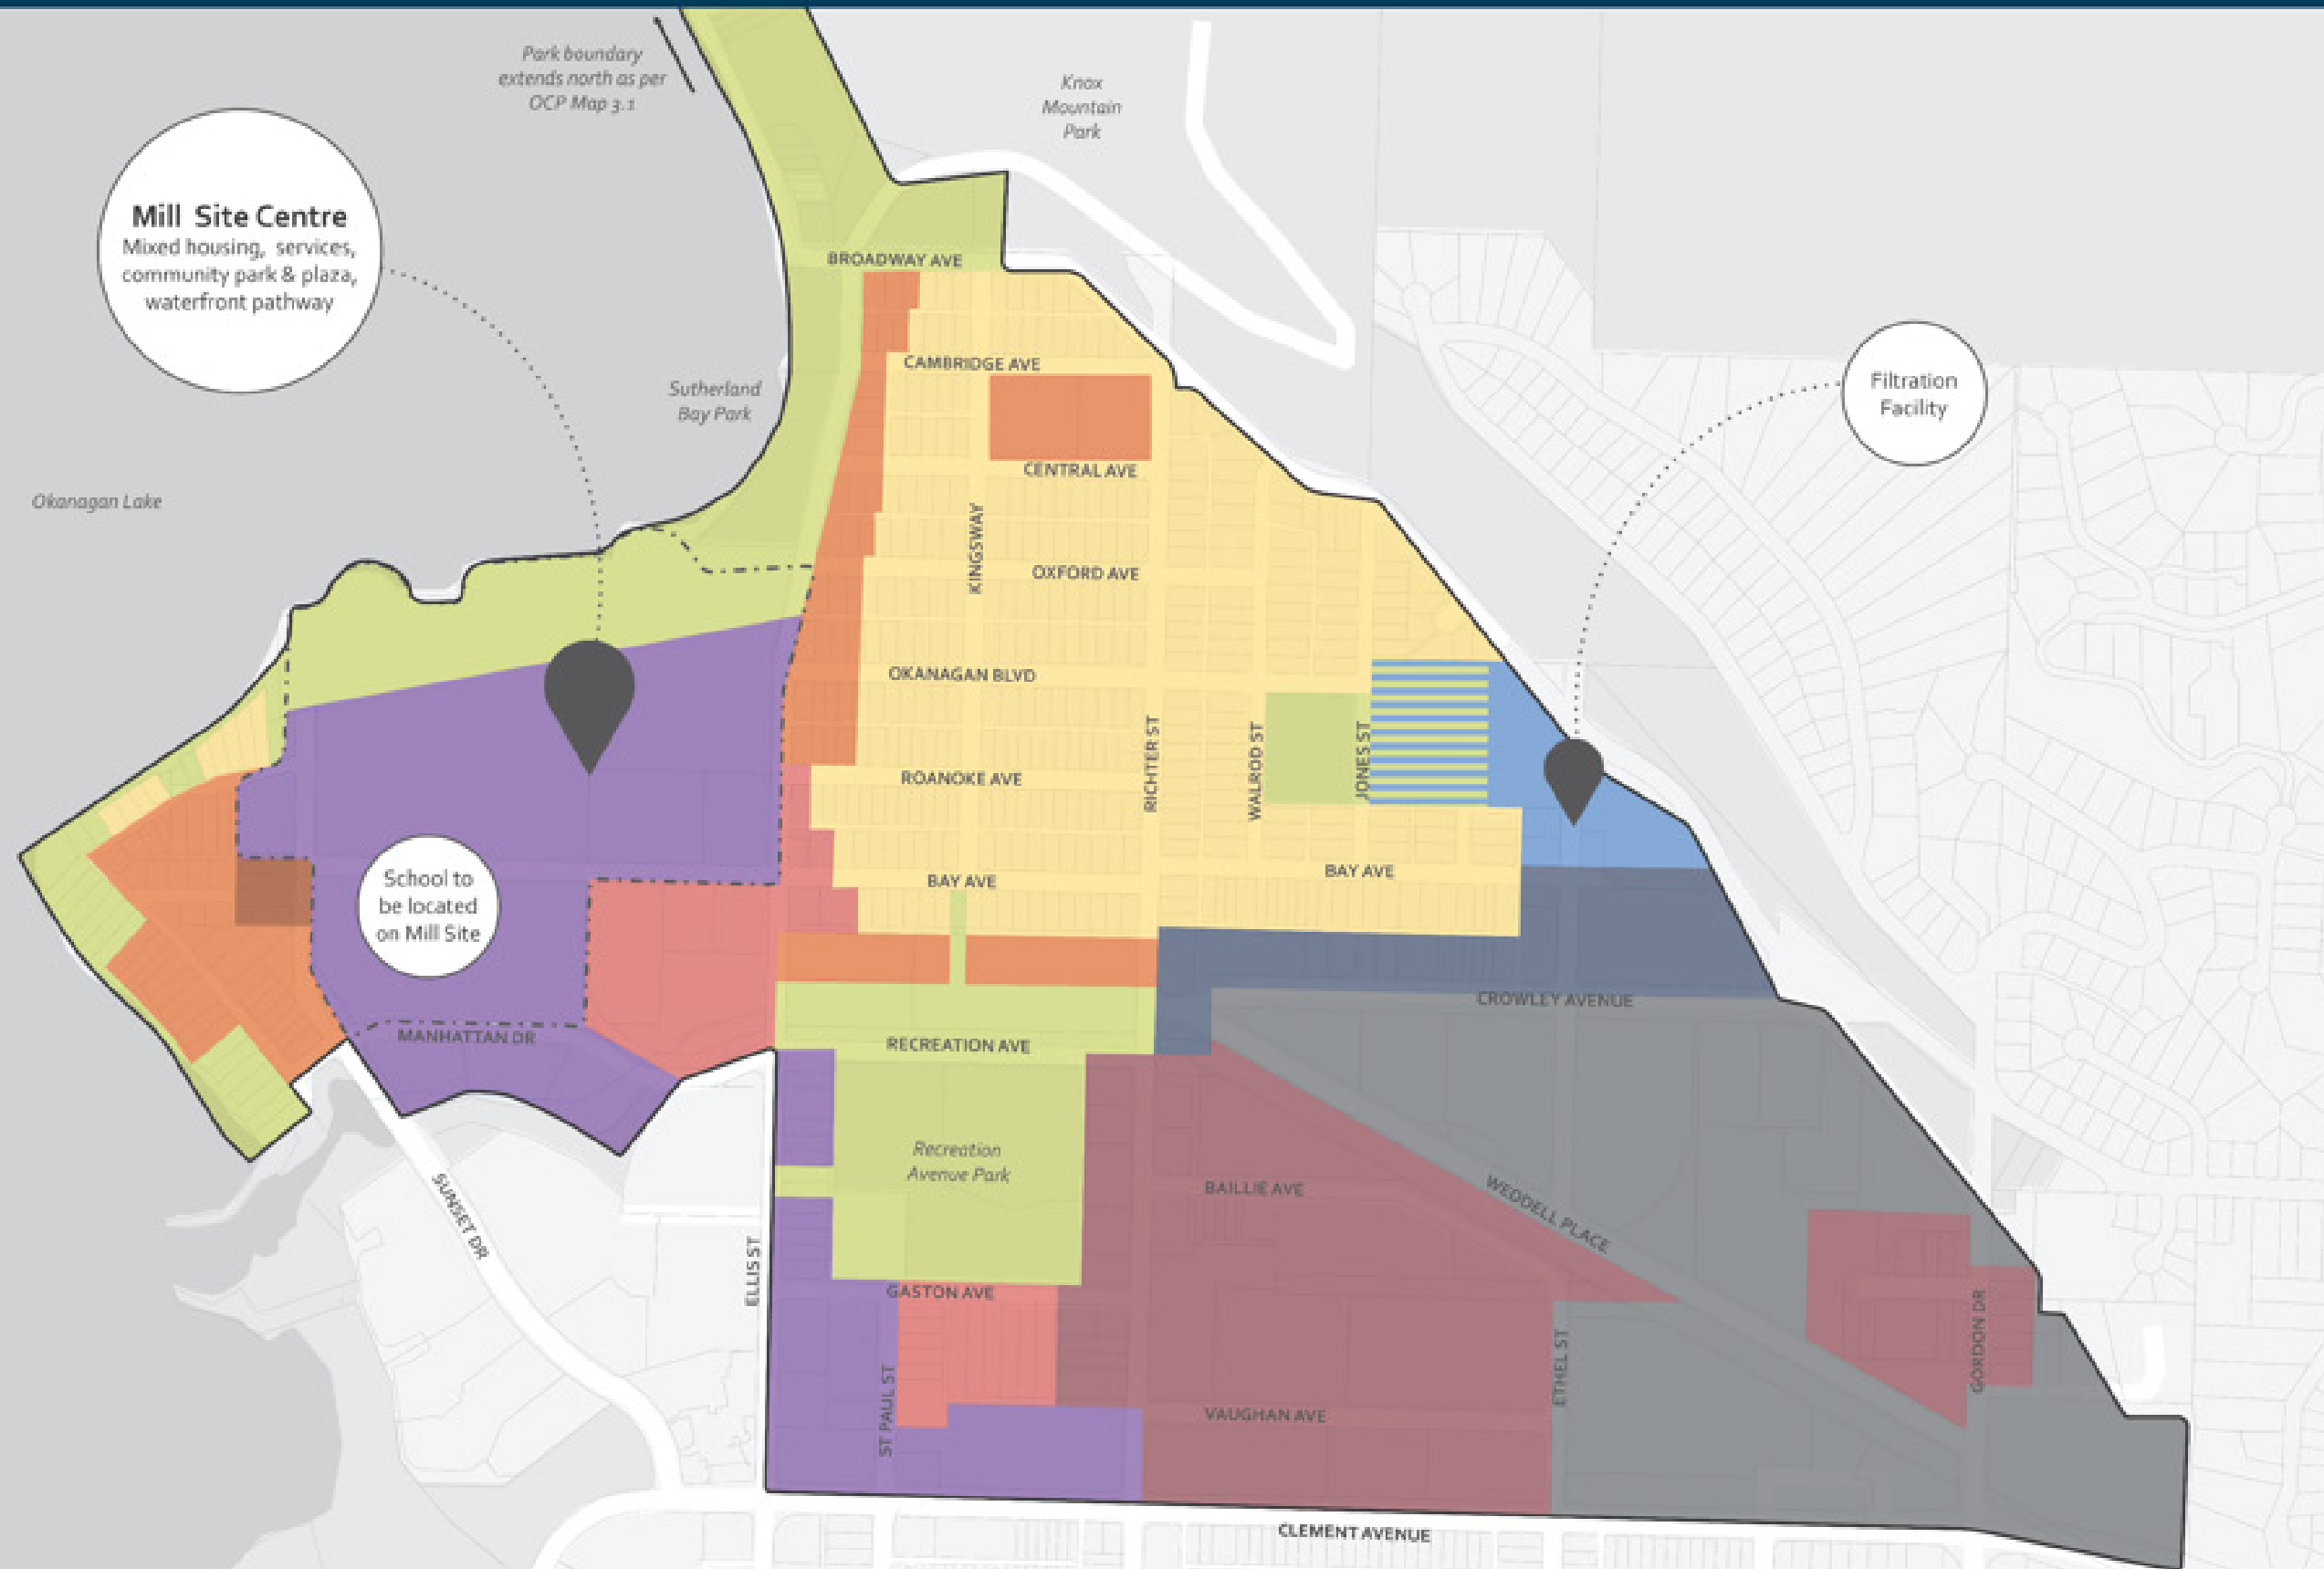 Park boundary
extends north as per
OCP Map 3.1
Knox
Mountain
Park
Mill Site Centre
Mixed housing, services,
community park & plaza,
waterfront pathway
BROADWAY AVE
Filtration
Facility
CAMBRIDGE AVE
Sutherland
Bay Park
CENTRAL AVE
Okanagan Lake
KINGSWAY
OXFORD AVE
OKANAGAN BLVD
RICHTER ST
WALROD ST
JONES ST
ROANOKE AVE
BAY AVE
BAY AVE
School to
be located
on Mill Site
CROWLEY AVENUE
MANHATTAN DR
RECREATION AVE
Recreation
Avenue Park
BAILLIE AVE
WEDDELL PLACE
SUNSET DR
ELLIS ST
GASTON AVE
ST PAUL ST
ETHEL ST
GORDON DR
VAUGHAN AVE
CLEMENT AVENUE